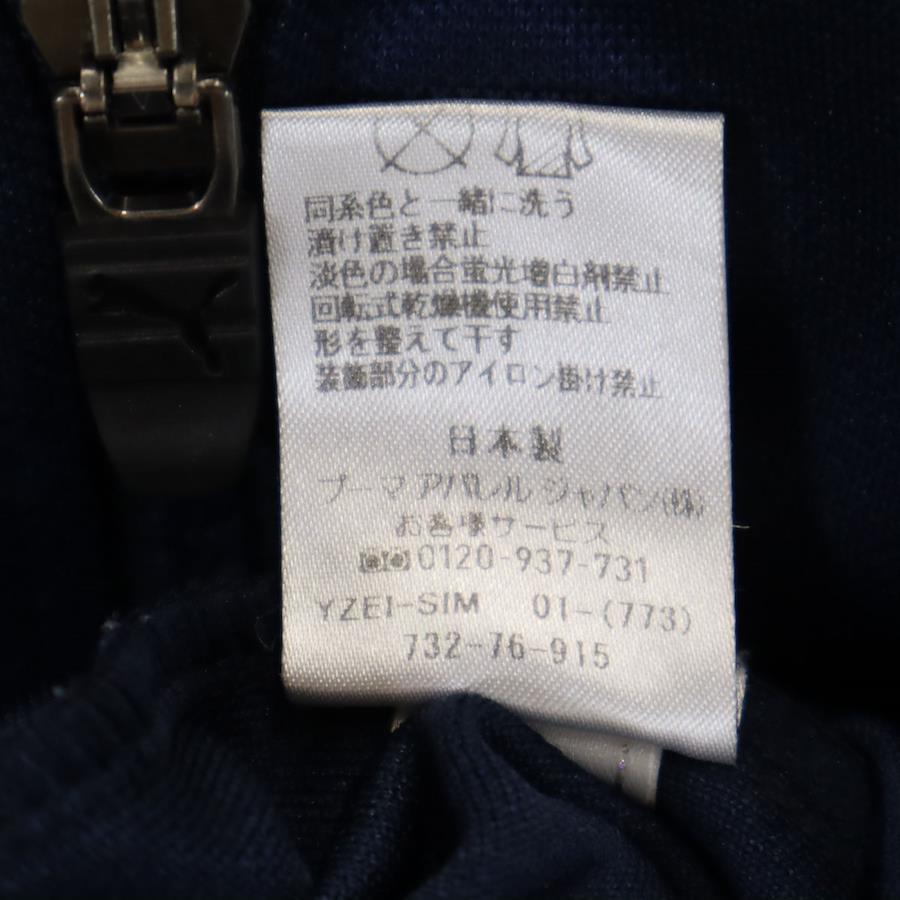 同系色と一緒に洗う
漬け置き禁止
淡色の場合蛍光増白剤禁止
回転式乾燥機使用禁止
形を整えて干す
装飾部分のアイロン掛け禁止
日本製
プーマ アパレル ジャパン(株)
お客様サービス
0120-937-731
YZEI-SIM 01-(773)
732-76-915